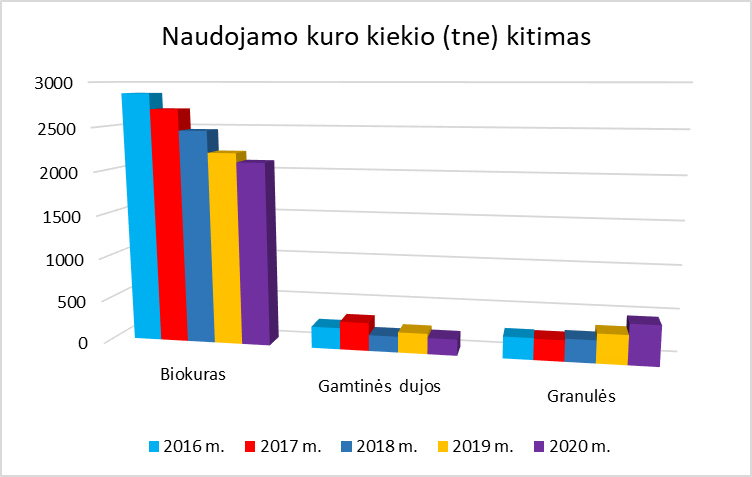 Naudojamo kuro kiekio (tne) kitimas
3000
2500
2000
1500
1000
500
0
Biokuras
Gamtinės dujos
Granulės
2016 m. 2017 m. 2018 m. 2019 m. 2020 m.